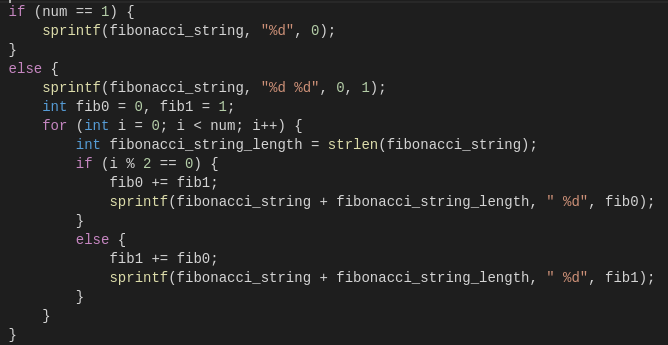 if (num == 1) {
    sprintf(fibonacci_string, "%d", 0);
}
else {
    sprintf(fibonacci_string, "%d %d", 0, 1);
    int fib0 = 0, fib1 = 1;
    for (int i = 0; i < num; i++) {
        int fibonacci_string_length = strlen(fibonacci_string);
        if (i % 2 == 0) {
            fib0 += fib1;
            sprintf(fibonacci_string + fibonacci_string_length, " %d", fib0);
        }
        else {
            fib1 += fib0;
            sprintf(fibonacci_string + fibonacci_string_length, " %d", fib1);
        }
    }
}